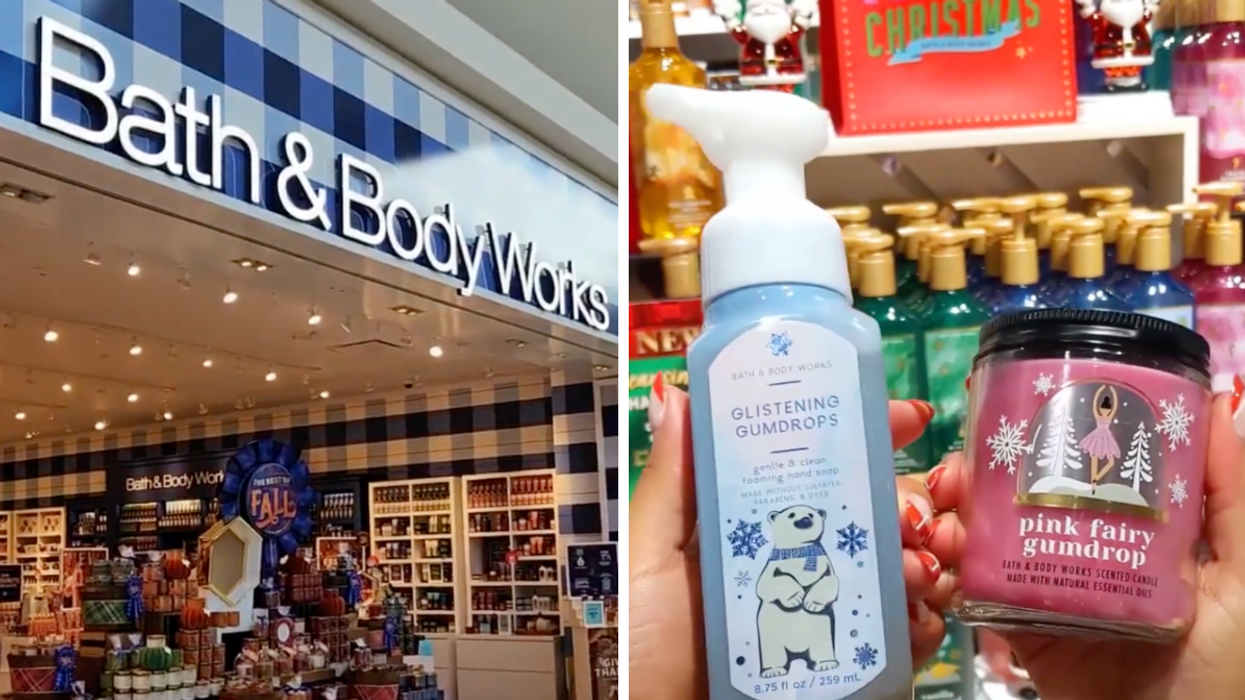 Bath & Body Works
Bath & Body Work
THE BEST OF
FALL
CHRISTMAS
NEW
BATH & BODY WORKS
GLISTENING
GUMDROPS
gentle & clean
foaming hand soap
MADE WITHOUT SULFATES,
PARABENS, & DYES
8.75 fl oz / 259 mL
pink fairy
gumdrop
BATH & BODY WORKS SCENTED CANDLE
MADE WITH NATURAL ESSENTIAL OILS